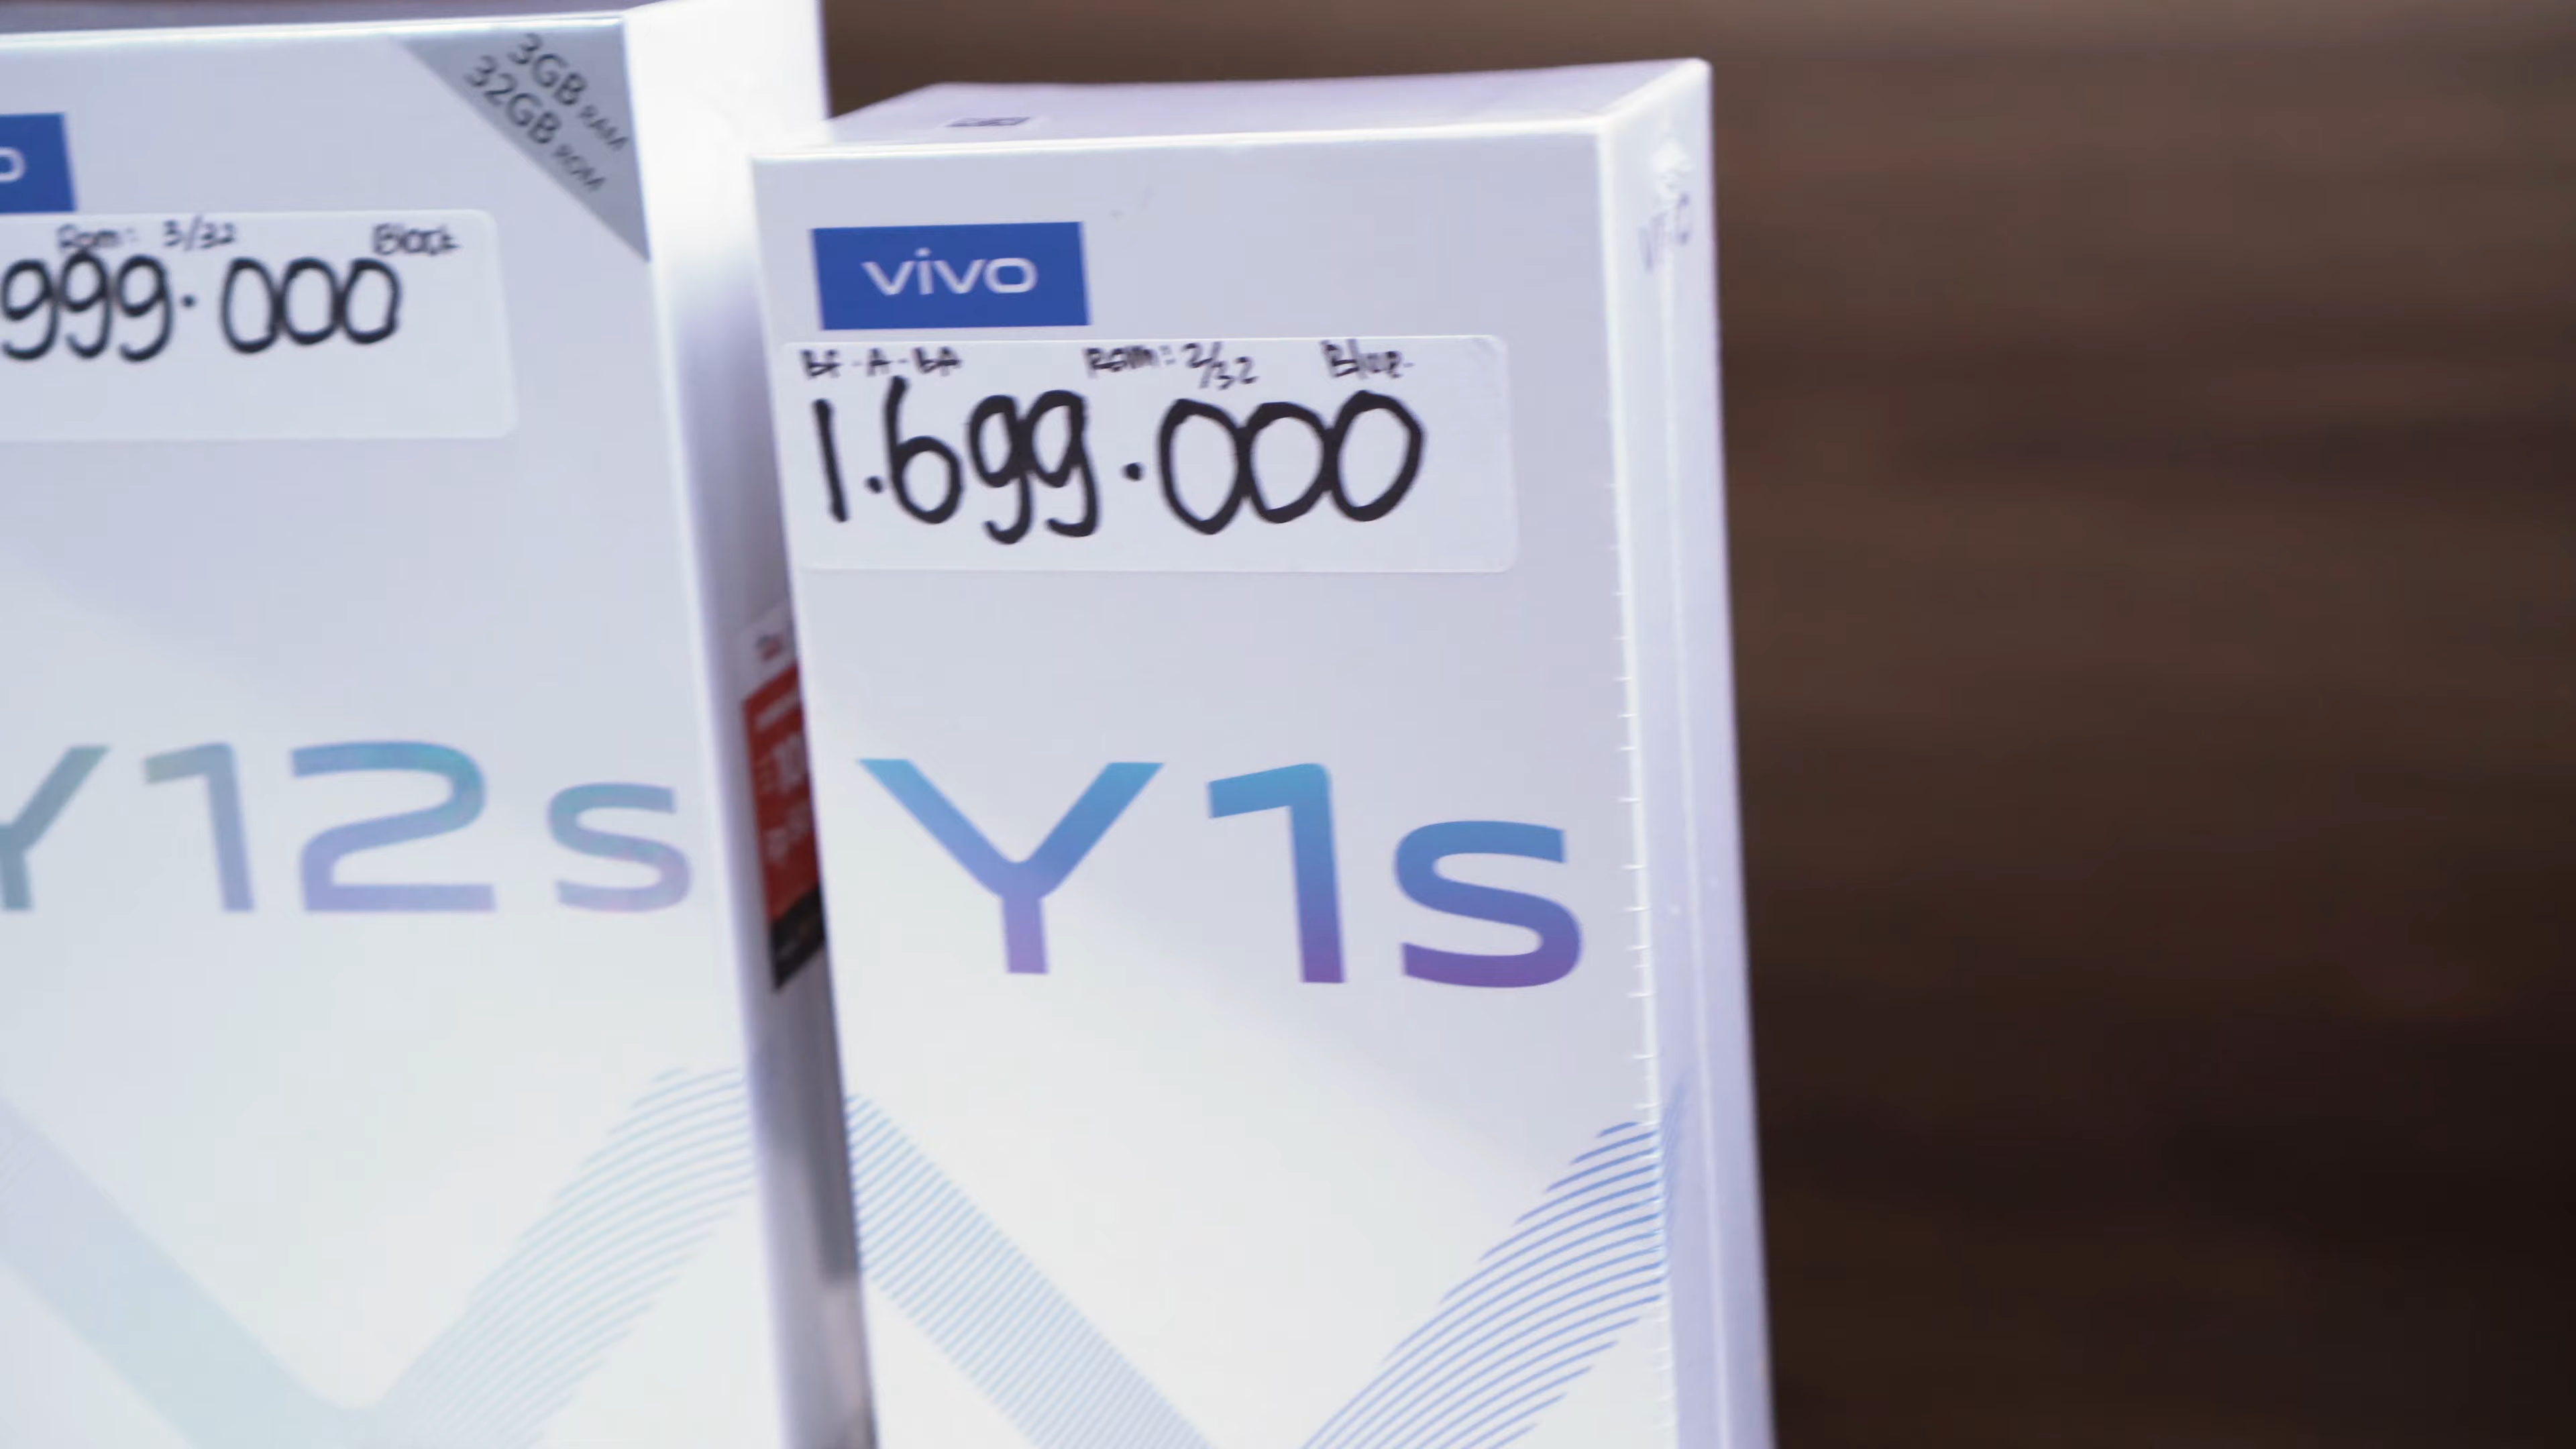 3GB RAM
32GB ROM
Ram: 3/32 Black
999.000
Y12s
vivo
Ram: 2/32 Blue.
1.699.000
Y1s